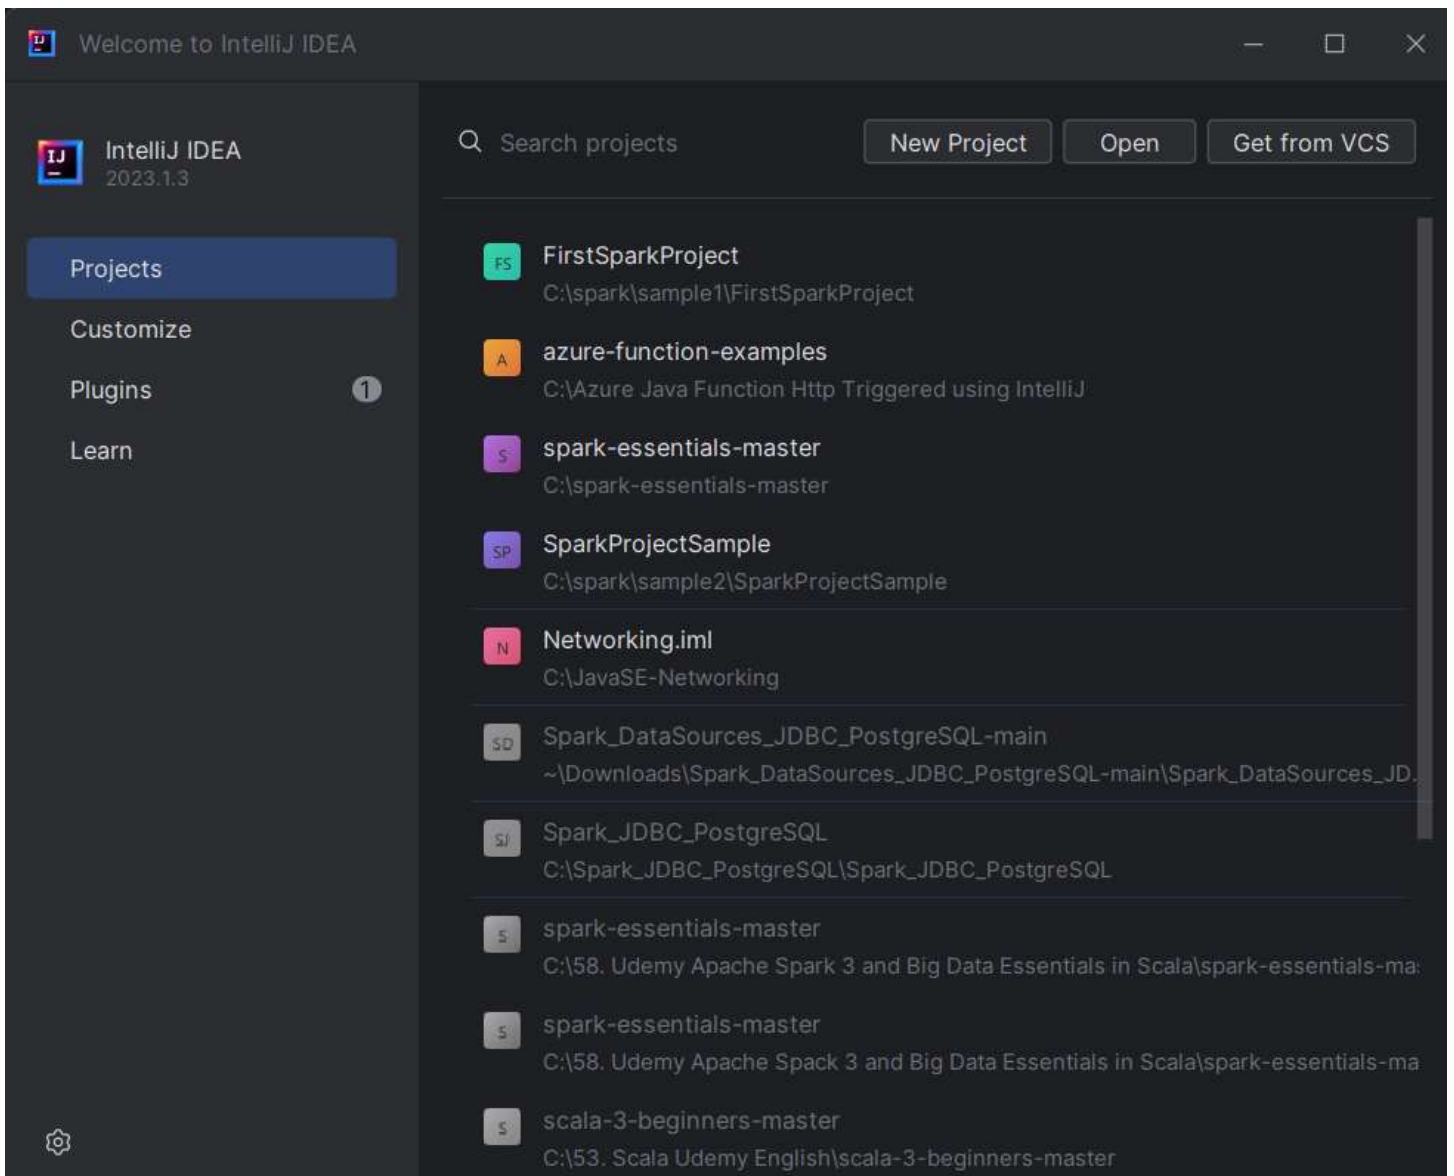 Welcome to IntelliJ IDEA
IntelliJ IDEA
2023.1.3
Projects
Customize
Plugins 1
Learn
Search projects New Project Open Get from VCS
FS FirstSparkProject
C:\spark\sample1\FirstSparkProject
A azure-function-examples
C:\Azure Java Function Http Triggered using IntelliJ
S spark-essentials-master
C:\spark-essentials-master
SP SparkProjectSample
C:\spark\sample2\SparkProjectSample
N Networking.iml
C:\JavaSE-Networking
SD Spark_DataSources_JDBC_PostgreSQL-main
~\Downloads\Spark_DataSources_JDBC_PostgreSQL-main\Spark_DataSources_JD.
SJ Spark_JDBC_PostgreSQL
C:\Spark_JDBC_PostgreSQL\Spark_JDBC_PostgreSQL
S spark-essentials-master
C:\58. Udemy Apache Spark 3 and Big Data Essentials in Scala\spark-essentials-ma
S spark-essentials-master
C:\58. Udemy Apache Spack 3 and Big Data Essentials in Scala\spark-essentials-ma
S scala-3-beginners-master
C:\53. Scala Udemy English\scala-3-beginners-master